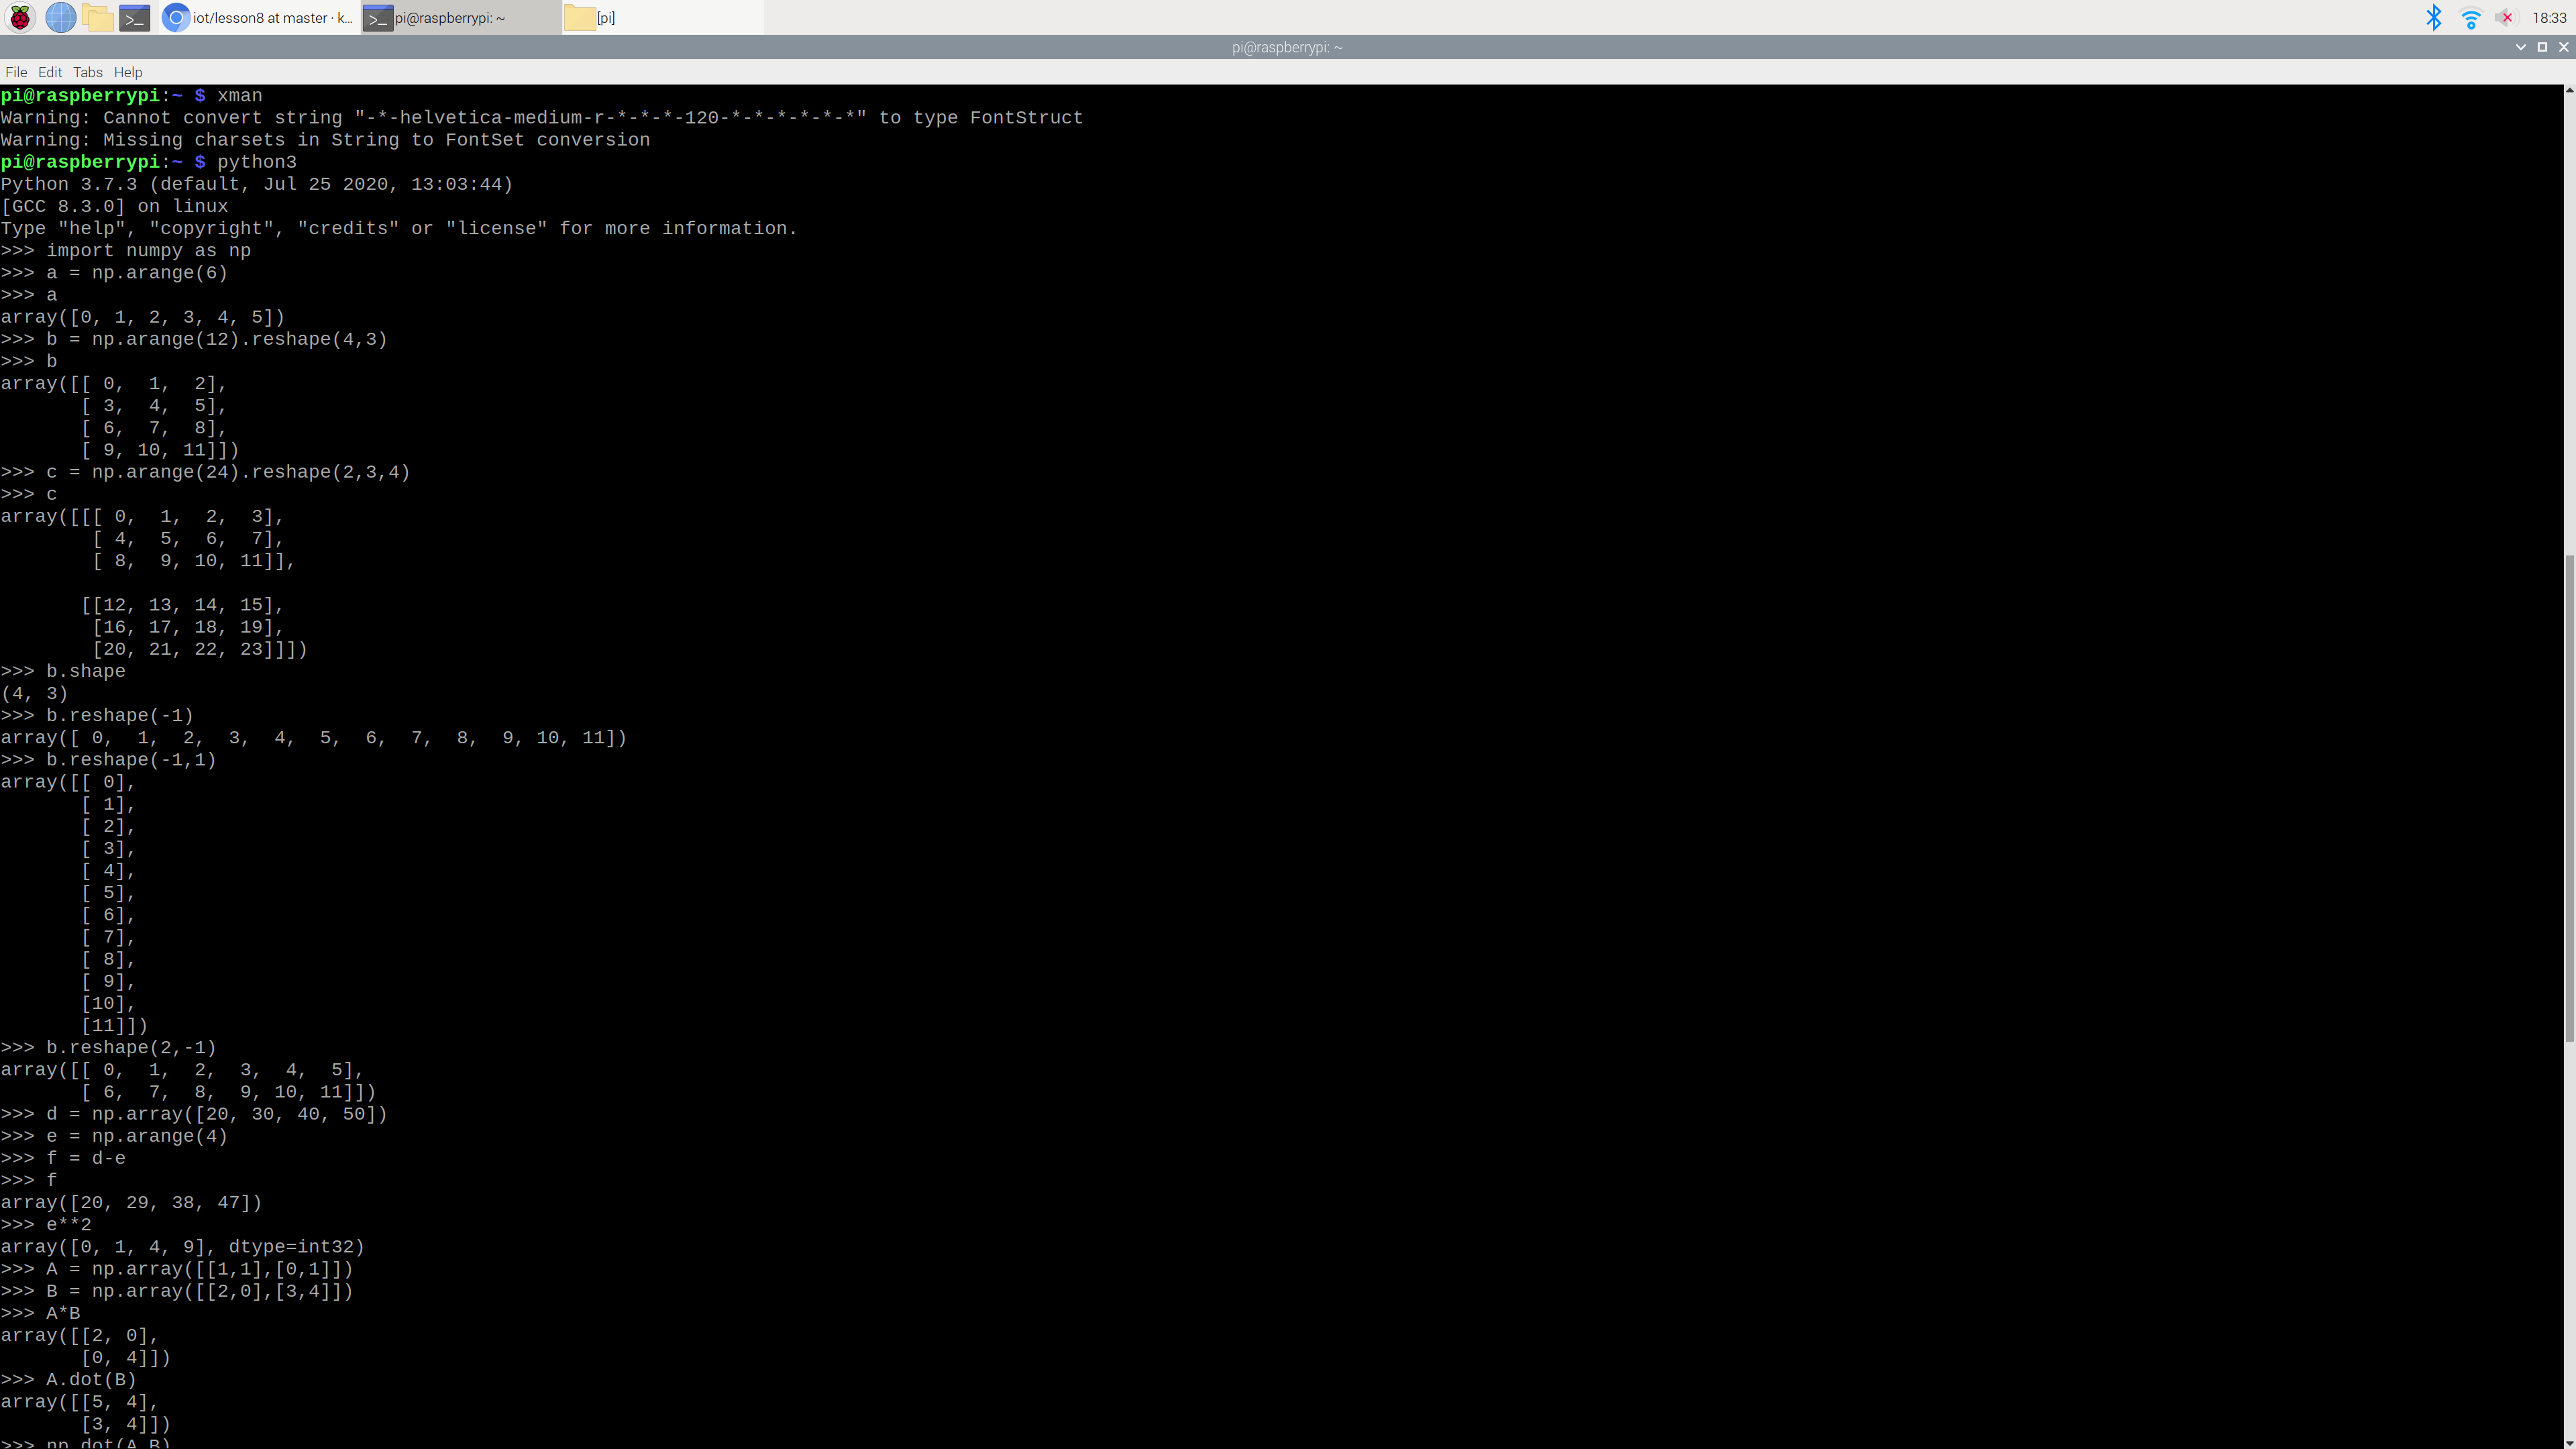 iot/lesson8 at master · k...
pi@raspberrypi: ~
[pi]
18:33
pi@raspberrypi: ~
File Edit Tabs Help
pi@raspberrypi:~ $ xman
Warning: Cannot convert string "-*-helvetica-medium-r-*-*-*-120-*-*-*-*-*-*" to type FontStruct
Warning: Missing charsets in String to FontSet conversion
pi@raspberrypi:~ $ python3
Python 3.7.3 (default, Jul 25 2020, 13:03:44)
[GCC 8.3.0] on linux
Type "help", "copyright", "credits" or "license" for more information.
>>> import numpy as np
>>> a = np.arange(6)
>>> a
array([0, 1, 2, 3, 4, 5])
>>> b = np.arange(12).reshape(4,3)
>>> b
array([[ 0,  1,  2],
       [ 3,  4,  5],
       [ 6,  7,  8],
       [ 9, 10, 11]])
>>> c = np.arange(24).reshape(2,3,4)
>>> c
array([[[ 0,  1,  2,  3],
        [ 4,  5,  6,  7],
        [ 8,  9, 10, 11]],

       [[12, 13, 14, 15],
        [16, 17, 18, 19],
        [20, 21, 22, 23]]])
>>> b.shape
(4, 3)
>>> b.reshape(-1)
array([ 0,  1,  2,  3,  4,  5,  6,  7,  8,  9, 10, 11])
>>> b.reshape(-1,1)
array([[ 0],
       [ 1],
       [ 2],
       [ 3],
       [ 4],
       [ 5],
       [ 6],
       [ 7],
       [ 8],
       [ 9],
       [10],
       [11]])
>>> b.reshape(2,-1)
array([[ 0,  1,  2,  3,  4,  5],
       [ 6,  7,  8,  9, 10, 11]])
>>> d = np.array([20, 30, 40, 50])
>>> e = np.arange(4)
>>> f = d-e
>>> f
array([20, 29, 38, 47])
>>> e**2
array([0, 1, 4, 9], dtype=int32)
>>> A = np.array([[1,1],[0,1]])
>>> B = np.array([[2,0],[3,4]])
>>> A*B
array([[2, 0],
       [0, 4]])
>>> A.dot(B)
array([[5, 4],
       [3, 4]])
>>> np.dot(A,B)